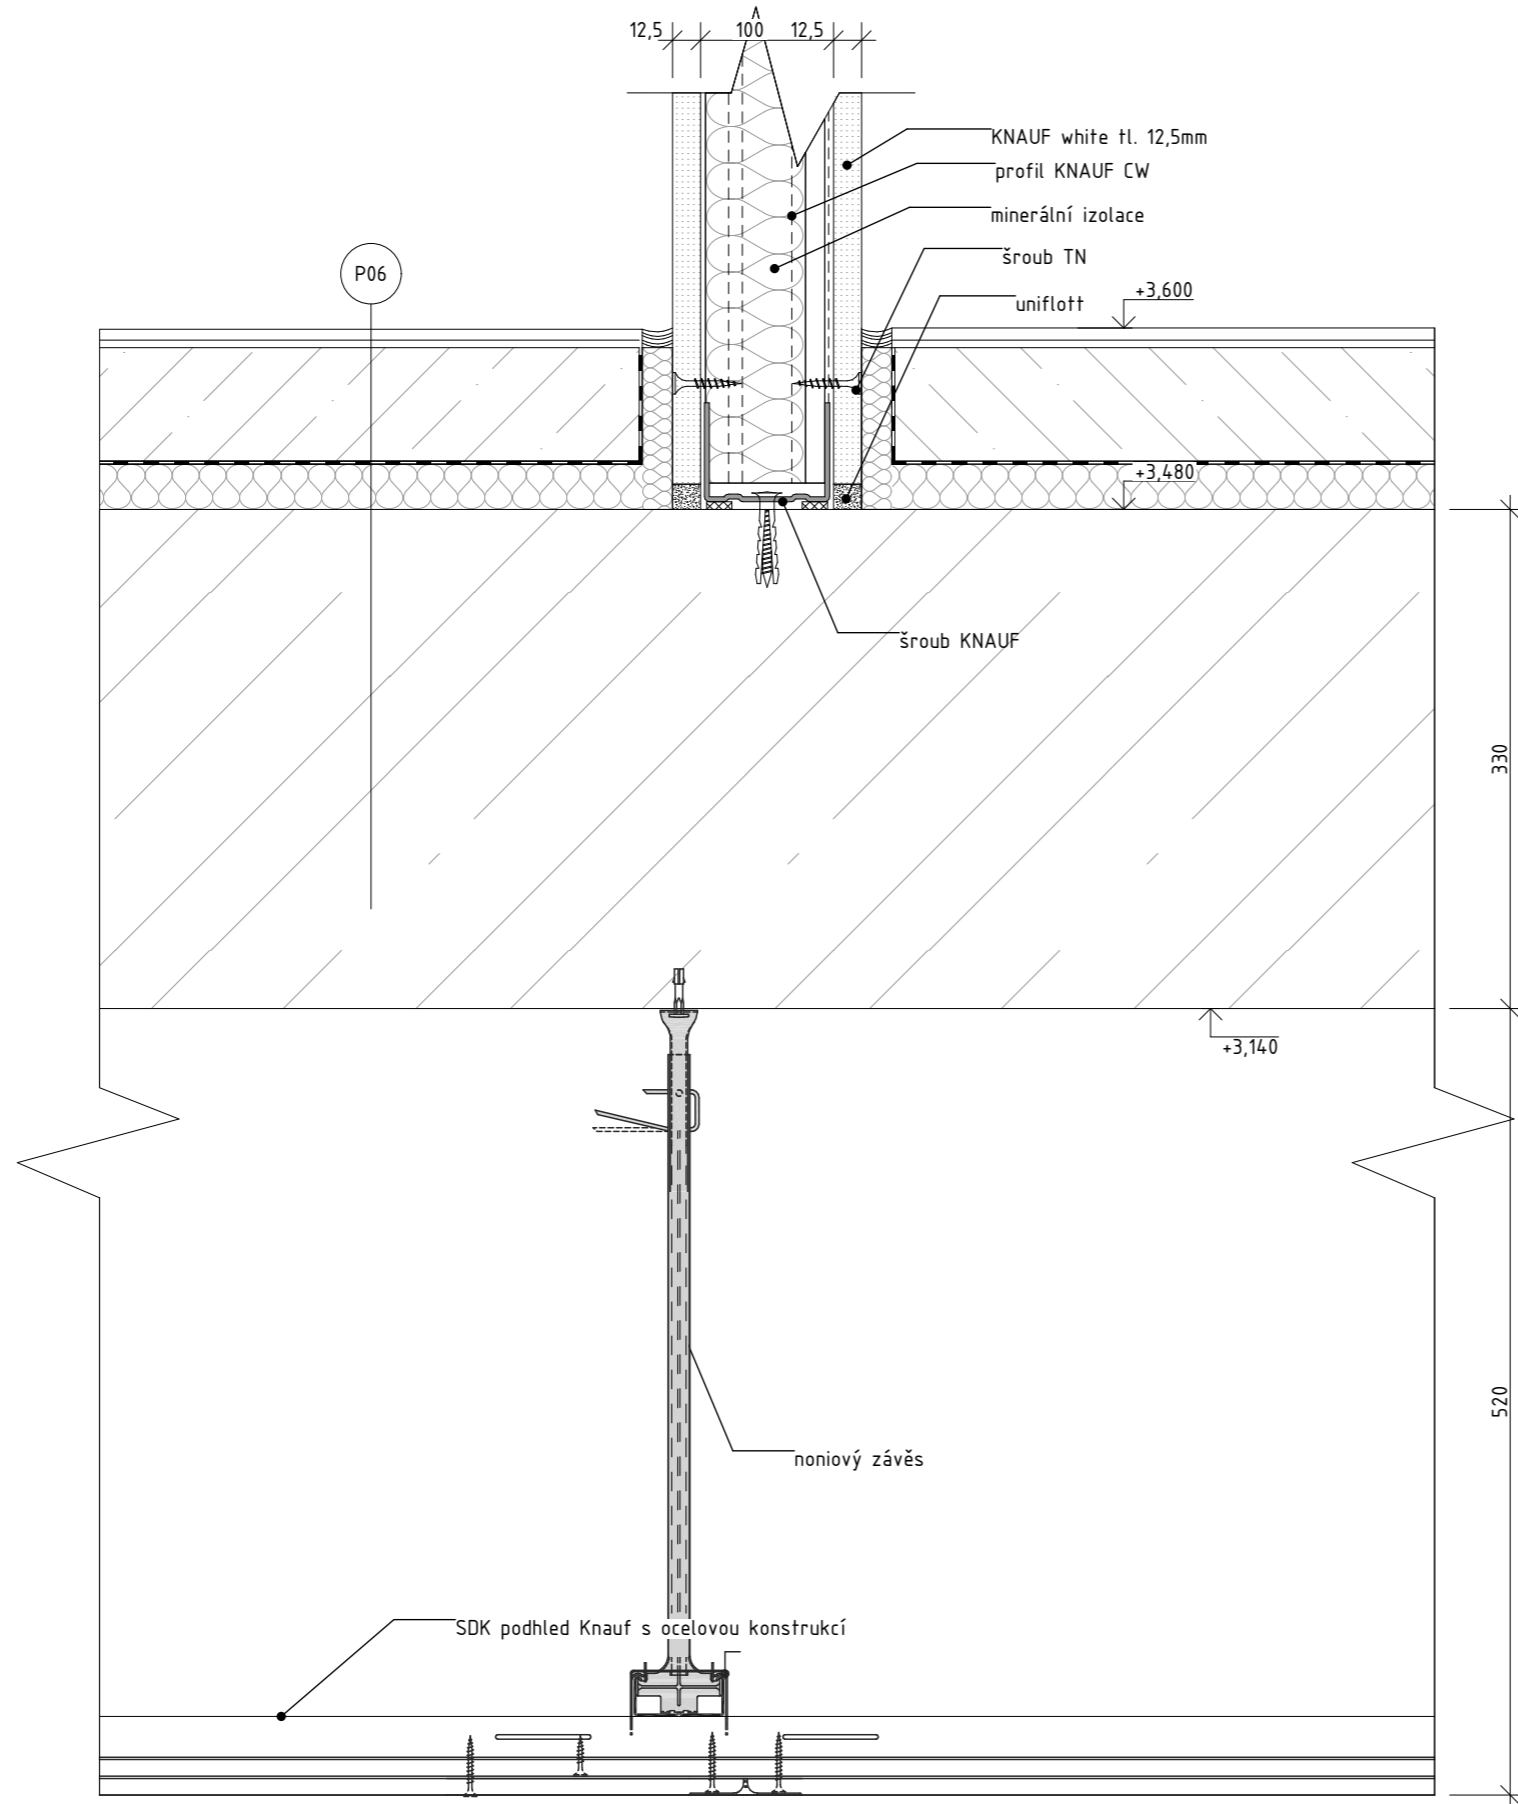 12,5 100 12,5
KNAUF white tl. 12,5mm
profil KNAUF CW
minerální izolace
šroub TN
uniflott
P06
+3,600
+3,480
šroub KNAUF
330
+3,140
520
noniový závěs
SDK podhled Knauf s ocelovou konstrukcí